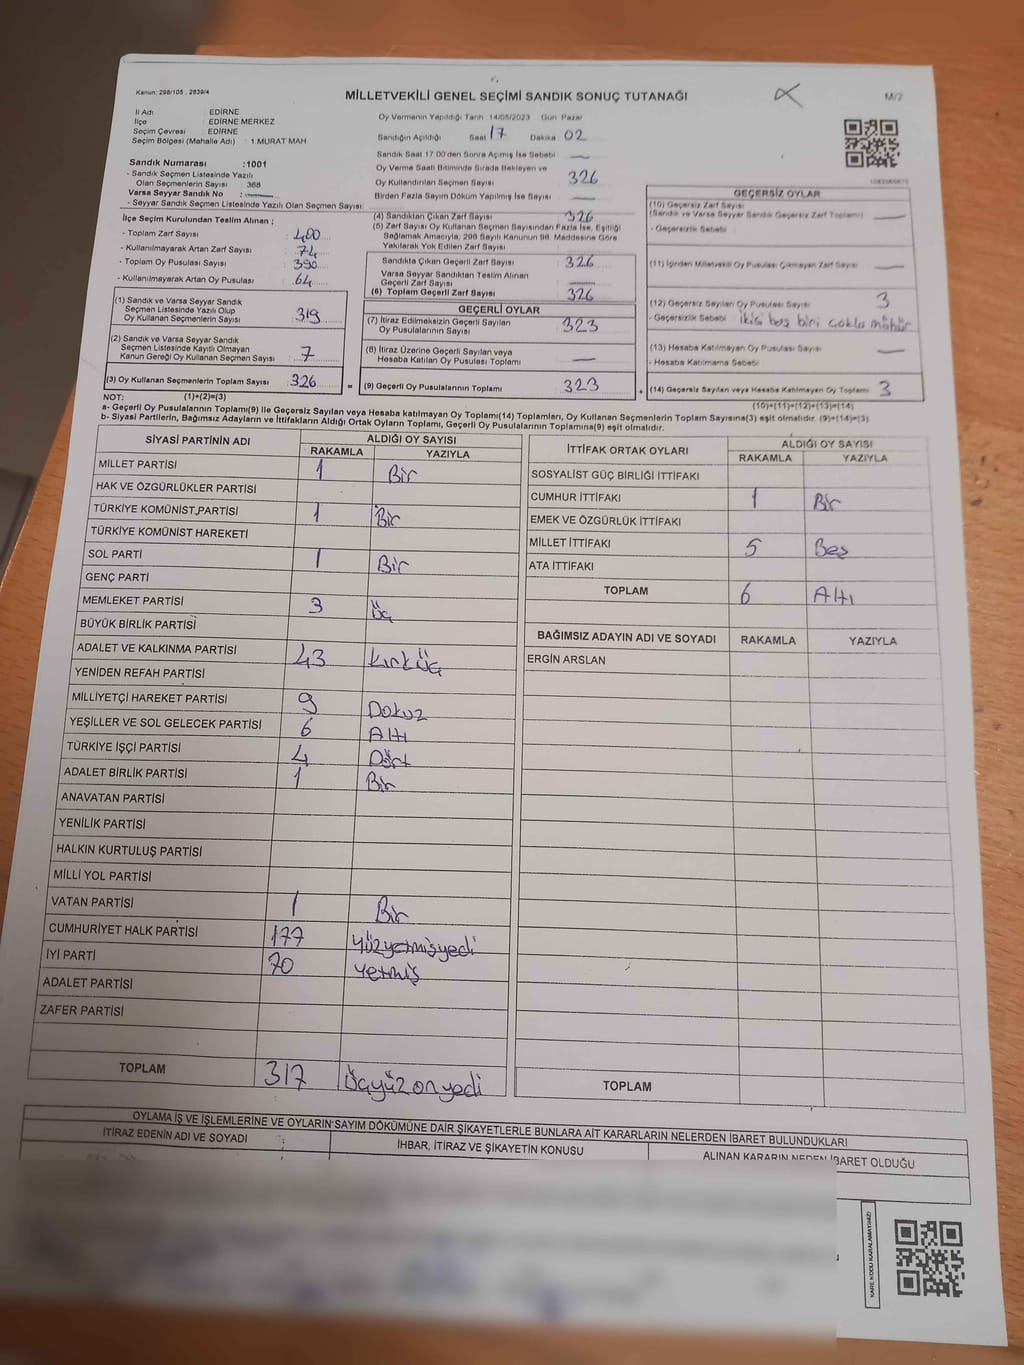 Kanun: 298/105 , 2839/4
MİLLETVEKİLİ GENEL SEÇİMİ SANDIK SONUÇ TUTANAĞI
M/2
İl Adı : EDİRNE
İlçe : EDİRNE MERKEZ
Seçim Çevresi : EDİRNE
Seçim Bölgesi (Mahalle Adı) : 1 MURAT MAH.
Sandık Numarası :1001
- Sandık Seçmen Listesinde Yazılı
Olan Seçmenlerin Sayısı : 368
Varsa Seyyar Sandık No :
- Seyyar Sandık Seçmen Listesinde Yazılı Olan Seçmen Sayısı:
Oy Vermenin Yapıldığı Tarih 14/05/2023 Gün Pazar
Sandığın Açıldığı Saat 17 Dakika 02
Sandık Saat 17:00'den Sonra Açılmış İse Sebebi
Oy Verme Saati Bitiminde Sırada Bekleyen ve
Oy Kullandırılan Seçmen Sayısı 326
Birden Fazla Sayım Döküm Yapılmış İse Sayısı
İlçe Seçim Kurulundan Teslim Alınan ;
- Toplam Zarf Sayısı : 400
- Kullanılmayarak Artan Zarf Sayısı : 74
- Toplam Oy Pusulası Sayısı : 390
- Kullanılmayarak Artan Oy Pusulası : 64
(1) Sandık ve Varsa Seyyar Sandık
Seçmen Listesinde Yazılı Olup
Oy Kullanan Seçmenlerin Sayısı : 319
(2) Sandık ve Varsa Seyyar Sandık
Seçmen Listesinde Kayıtlı Olmayan
Kanun Gereği Oy Kullanan Seçmen Sayısı : 7
(3) Oy Kullanan Seçmenlerin Toplam Sayısı : 326
(4) Sandıktan Çıkan Zarf Sayısı : 326
(5) Zarf Sayısı Oy Kullanan Seçmen Sayısından Fazla İse, Eşitliği
Sağlamak Amacıyla, 298 Sayılı Kanunun 98. Maddesine Göre
Yakılarak Yok Edilen Zarf Sayısı
Sandıkta Çıkan Geçerli Zarf Sayısı : 326
Varsa Seyyar Sandıktan Teslim Alınan
Geçerli Zarf Sayısı
(6) Toplam Geçerli Zarf Sayısı : 326
GEÇERLİ OYLAR
(7) İtiraz Edilmeksizin Geçerli Sayılan
Oy Pusulalarının Sayısı : 323
(8) İtiraz Üzerine Geçerli Sayılan veya
Hesaba Katılan Oy Pusulası Toplamı
= (9) Geçerli Oy Pusulalarının Toplamı : 323
GEÇERSİZ OYLAR
(10) Geçersiz Zarf Sayısı
(Sandık ve Varsa Seyyar Sandık Geçersiz Zarf Toplamı)
- Geçersizlik Sebebi
(11) İçinden Milletvekili Oy Pusulası Çıkmayan Zarf Sayısı
(12) Geçersiz Sayılan Oy Pusulası Sayısı : 3
- Geçersizlik Sebebi : ikisi boş biri çoklu mühür
(13) Hesaba Katılmayan Oy Pusulası Sayısı
- Hesaba Katılmama Sebebi
+ (14) Geçersiz Sayılan veya Hesaba Katılmayan Oy Toplamı : 3
NOT: (1)+(2)=(3)
(10)+(11)+(12)+(13)=(14)
a- Geçerli Oy Pusulalarının Toplamı(9) ile Geçersiz Sayılan veya Hesaba katılmayan Oy Toplamı(14) Toplamları, Oy Kullanan Seçmenlerin Toplam Sayısına(3) eşit olmalıdır. (9)+(14)=(3)
b- Siyasi Partilerin, Bağımsız Adayların ve İttifakların Aldığı Ortak Oyların Toplamı, Geçerli Oy Pusulalarının Toplamına(9) eşit olmalıdır.
SİYASİ PARTİNİN ADI ALDIĞI OY SAYISI
RAKAMLA YAZIYLA
MİLLET PARTİSİ 1 Bir
HAK VE ÖZGÜRLÜKLER PARTİSİ
TÜRKİYE KOMÜNİST PARTİSİ 1 Bir
TÜRKİYE KOMÜNİST HAREKETİ
SOL PARTİ 1 Bir
GENÇ PARTİ
MEMLEKET PARTİSİ 3 Üç
BÜYÜK BİRLİK PARTİSİ
ADALET VE KALKINMA PARTİSİ 43 Kırküç
YENİDEN REFAH PARTİSİ
MİLLİYETÇİ HAREKET PARTİSİ 9 Dokuz
YEŞİLLER VE SOL GELECEK PARTİSİ 6 Altı
TÜRKİYE İŞÇİ PARTİSİ 4 Dört
ADALET BİRLİK PARTİSİ 1 Bir
ANAVATAN PARTİSİ
YENİLİK PARTİSİ
HALKIN KURTULUŞ PARTİSİ
MİLLİ YOL PARTİSİ
VATAN PARTİSİ 1 Bir
CUMHURİYET HALK PARTİSİ 177 Yüzyetmişyedi
İYİ PARTİ 70 Yetmiş
ADALET PARTİSİ
ZAFER PARTİSİ
TOPLAM 317 Üçyüzonyedi
İTTİFAK ORTAK OYLARI ALDIĞI OY SAYISI
RAKAMLA YAZIYLA
SOSYALİST GÜÇ BİRLİĞİ İTTİFAKI
CUMHUR İTTİFAKI 1 Bir
EMEK VE ÖZGÜRLÜK İTTİFAKI
MİLLET İTTİFAKI 5 Beş
ATA İTTİFAKI
TOPLAM 6 Altı
BAĞIMSIZ ADAYIN ADI VE SOYADI RAKAMLA YAZIYLA
ERGİN ARSLAN
TOPLAM
OYLAMA İŞ VE İŞLEMLERİNE VE OYLARIN SAYIM DÖKÜMÜNE DAİR ŞİKAYETLERLE BUNLARA AİT KARARLARIN NELERDEN İBARET BULUNDUKLARI
İTİRAZ EDENİN ADI VE SOYADI İHBAR, İTİRAZ VE ŞİKAYETİN KONUSU ALINAN KARARIN NEDEN İBARET OLDUĞU
KARE KODU KARALAMAYINIZ!